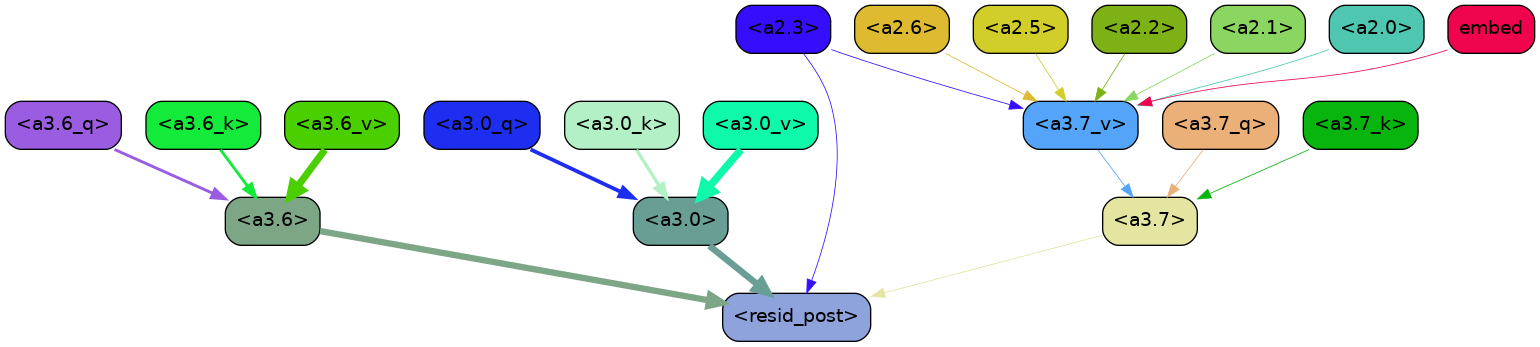 <a2.3>
<a2.6>
<a2.5>
<a2.2>
<a2.1>
<a2.0>
embed
<a3.6_q>
<a3.6_k>
<a3.6_v>
<a3.0_q>
<a3.0_k>
<a3.0_v>
<a3.7_v>
<a3.7_q>
<a3.7_k>
<a3.6>
<a3.0>
<a3.7>
<resid_post>